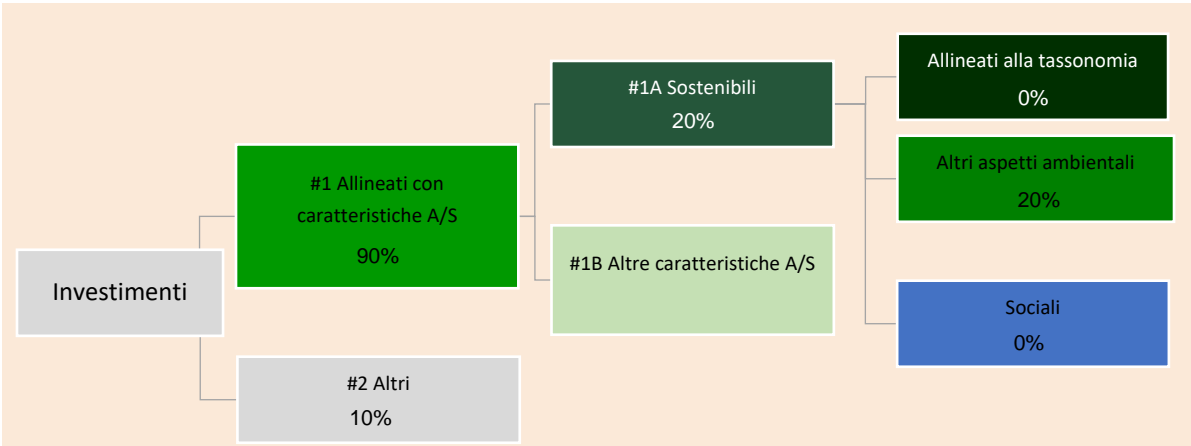 Investimenti
#1 Allineati con
caratteristiche A/S
90%
#2 Altri
10%
#1A Sostenibili
20%
#1B Altre caratteristiche A/S
Allineati alla tassonomia
0%
Altri aspetti ambientali
20%
Sociali
0%